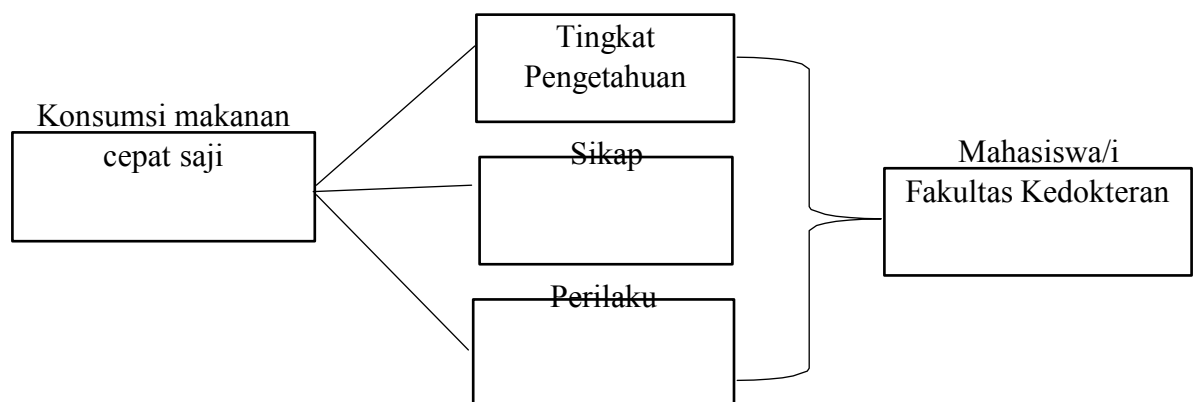 Konsumsi makanan
cepat saji
Tingkat
Pengetahuan
Sikap
Perilaku
Mahasiswa/i
Fakultas Kedokteran